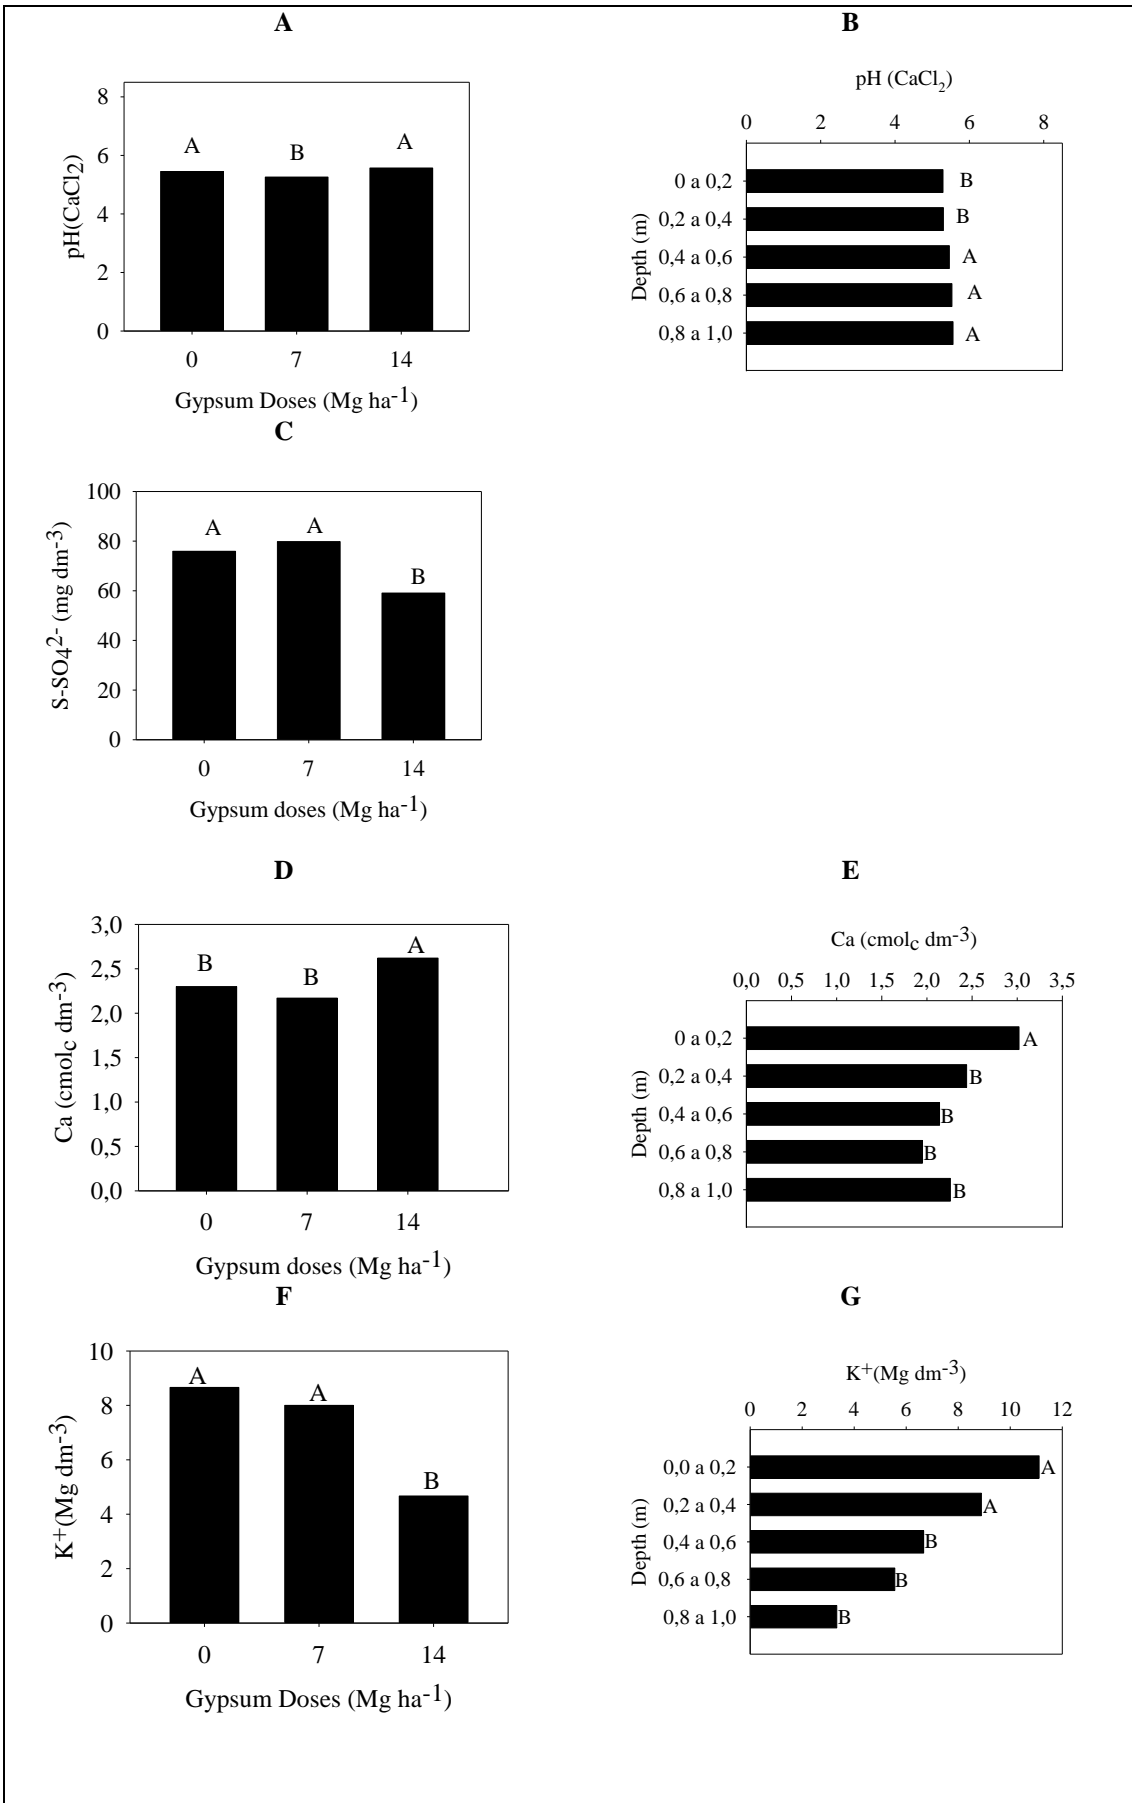 A
pH(CaCl2)
8
6
4
2
0
A
B
A
0
7
14
Gypsum Doses (Mg ha-1)
B
pH (CaCl2)
0
2
4
6
8
Depth (m)
0 a 0,2
B
0,2 a 0,4
B
0,4 a 0,6
A
0,6 a 0,8
A
0,8 a 1,0
A
C
S-SO42- (mg dm-3)
100
80
60
40
20
0
A
A
B
0
7
14
Gypsum doses (Mg ha-1)
D
Ca (cmolc dm-3)
3,0
2,5
2,0
1,5
1,0
0,5
0,0
B
B
A
0
7
14
Gypsum doses (Mg ha-1)
E
Ca (cmolc dm-3)
0,0
0,5
1,0
1,5
2,0
2,5
3,0
3,5
Depth (m)
0 a 0,2
A
0,2 a 0,4
B
0,4 a 0,6
B
0,6 a 0,8
B
0,8 a 1,0
B
F
K+(Mg dm-3)
10
8
6
4
2
0
A
A
B
0
7
14
Gypsum Doses (Mg ha-1)
G
K+(Mg dm-3)
0
2
4
6
8
10
12
Depth (m)
0,0 a 0,2
A
0,2 a 0,4
A
0,4 a 0,6
B
0,6 a 0,8
B
0,8 a 1,0
B